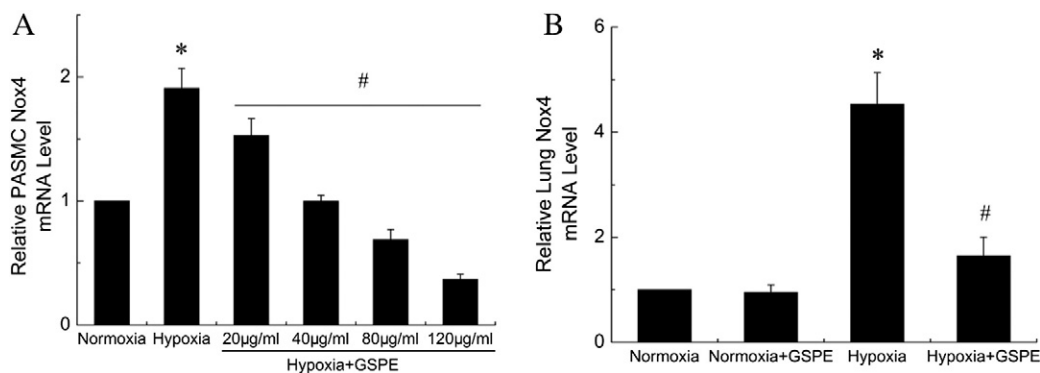 A
Relative PASMC Nox4
mRNA Level
2
1
0
*
#
Normoxia Hypoxia 20μg/ml 40μg/ml 80μg/ml 120μg/ml
Hypoxia+GSPE
B
Relative Lung Nox4
mRNA Level
6
4
2
0
*
#
Normoxia Normoxia+GSPE Hypoxia Hypoxia+GSPE